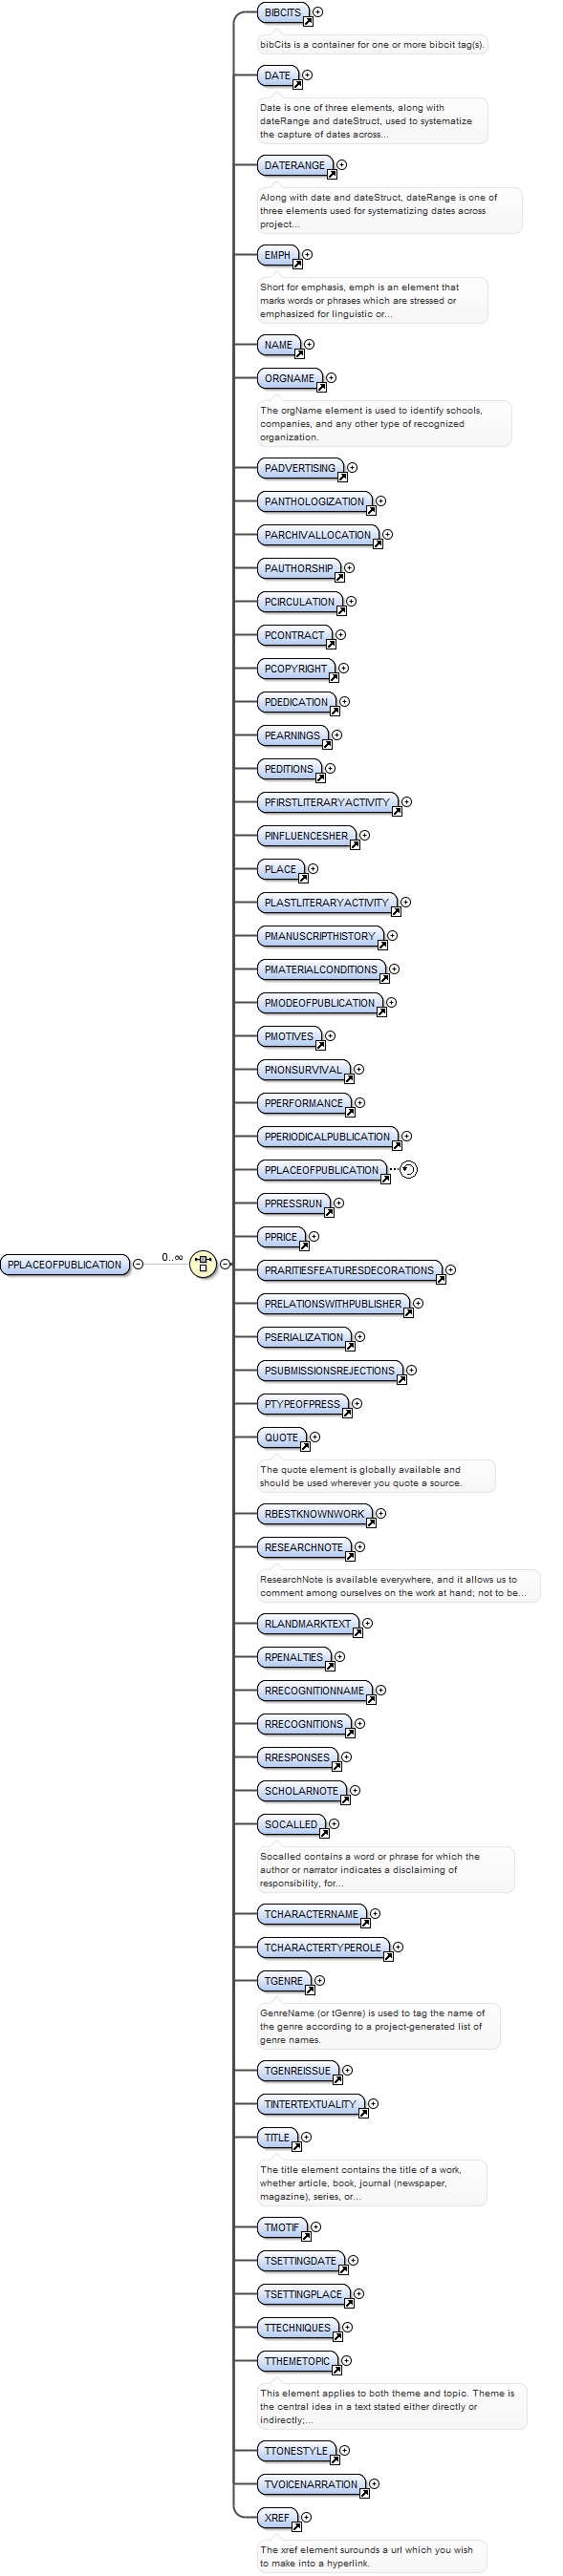 BIBCITS
bibCits is a container for one or more bibcit tag(s).
DATE
Date is one of three elements, along with
dateRange and dateStruct, used to systematize
the capture of dates across...
DATERANGE
Along with date and dateStruct, dateRange is one of
three elements used for systematizing dates across
project...
EMPH
Short for emphasis, emph is an element that
marks words or phrases which are stressed or
emphasized for linguistic or...
NAME
ORGNAME
The orgName element is used to identify schools,
companies, and any other type of recognized
organization.
PADVERTISING
PANTHOLOGIZATION
PARCHIVALLOCATION
PAUTHORSHIP
PCIRCULATION
PCONTRACT
PCOPYRIGHT
PDEDICATION
PEARNINGS
PEDITIONS
PFIRSTLITERARYACTIVITY
PINFLUENCESHER
PLACE
PLASTLITERARYACTIVITY
PMANUSCRIPTHISTORY
PMATERIALCONDITIONS
PMODEOFPUBLICATION
PMOTIVES
PNONSURVIVAL
PPERFORMANCE
PPERIODICALPUBLICATION
PPLACEOFPUBLICATION
PPRESSRUN
PPRICE
PPLACEOFPUBLICATION 0..∞
PRARITIESFEATURESDECORATIONS
PRELATIONSWITHPUBLISHER
PSERIALIZATION
PSUBMISSIONSREJECTIONS
PTYPEOFPRESS
QUOTE
The quote element is globally available and
should be used wherever you quote a source.
RBESTKNOWNWORK
RESEARCHNOTE
ResearchNote is available everywhere, and it allows us to
comment among ourselves on the work at hand; not to be...
RLANDMARKTEXT
RPENALTIES
RRECOGNITIONNAME
RRECOGNITIONS
RRESPONSES
SCHOLARNOTE
SOCALLED
Socalled contains a word or phrase for which the
author or narrator indicates a disclaiming of
responsibility, for...
TCHARACTERNAME
TCHARACTERTYPEROLE
TGENRE
GenreName (or tGenre) is used to tag the name of
the genre according to a project-generated list of
genre names.
TGENREISSUE
TINTERTEXTUALITY
TITLE
The title element contains the title of a work,
whether article, book, journal (newspaper,
magazine), series, or...
TMOTIF
TSETTINGDATE
TSETTINGPLACE
TTECHNIQUES
TTHEMETOPIC
This element applies to both theme and topic. Theme is
the central idea in a text stated either directly or
indirectly;...
TTONESTYLE
TVOICENARRATION
XREF
The xref element surounds a url which you wish
to make into a hyperlink.